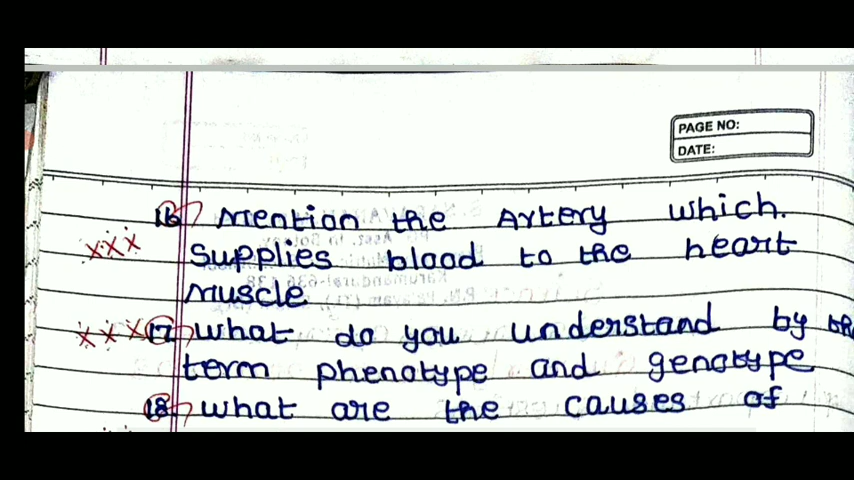 PAGE NO:
DATE:
16) Mention the Artery which
xxx supplies blood to the heart
muscle
xxx 17) what do you understand by the
term phenotype and genotype
18) what are the causes of